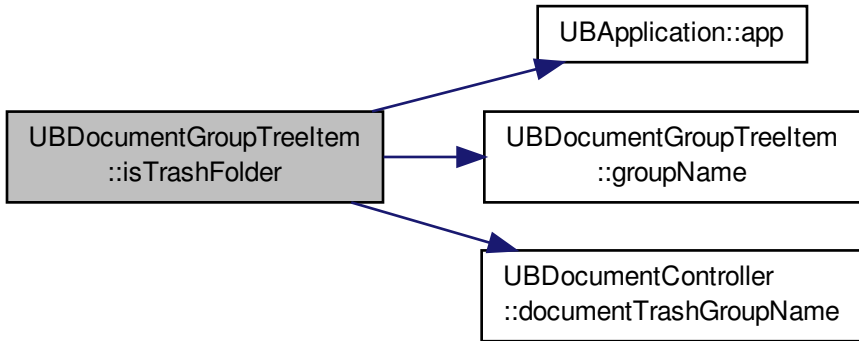 UBApplication::app
UBDocumentGroupTreeItem
::isTrashFolder
UBDocumentGroupTreeItem
::groupName
UBDocumentController
::documentTrashGroupName